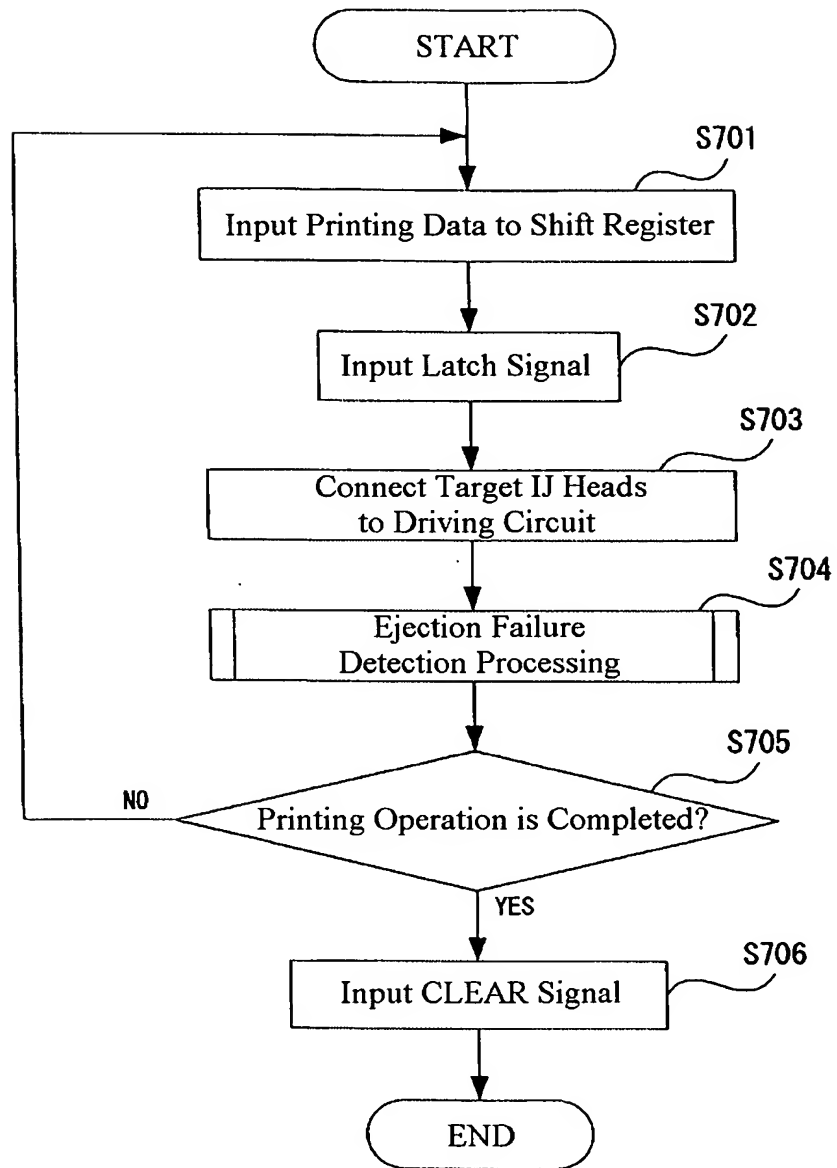 START
S701
Input Printing Data to Shift Register
S702
Input Latch Signal
S703
Connect Target IJ Heads
to Driving Circuit
S704
Ejection Failure
Detection Processing
S705
NO
Printing Operation is Completed?
YES
S706
Input CLEAR Signal
END